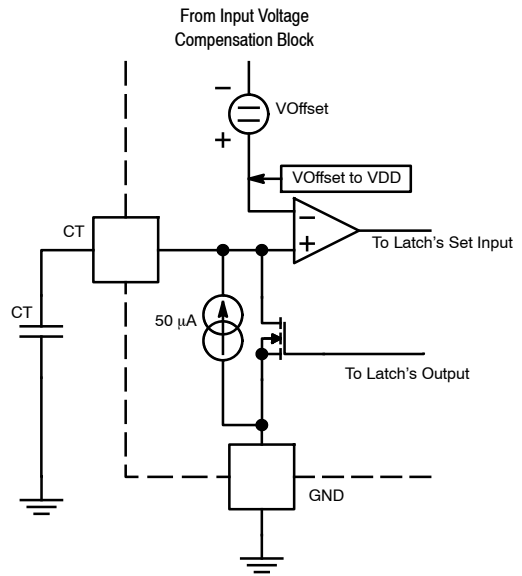 From Input Voltage
Compensation Block
VOffset
VOffset to VDD
CT
To Latch's Set Input
CT
50 μA
To Latch's Output
GND